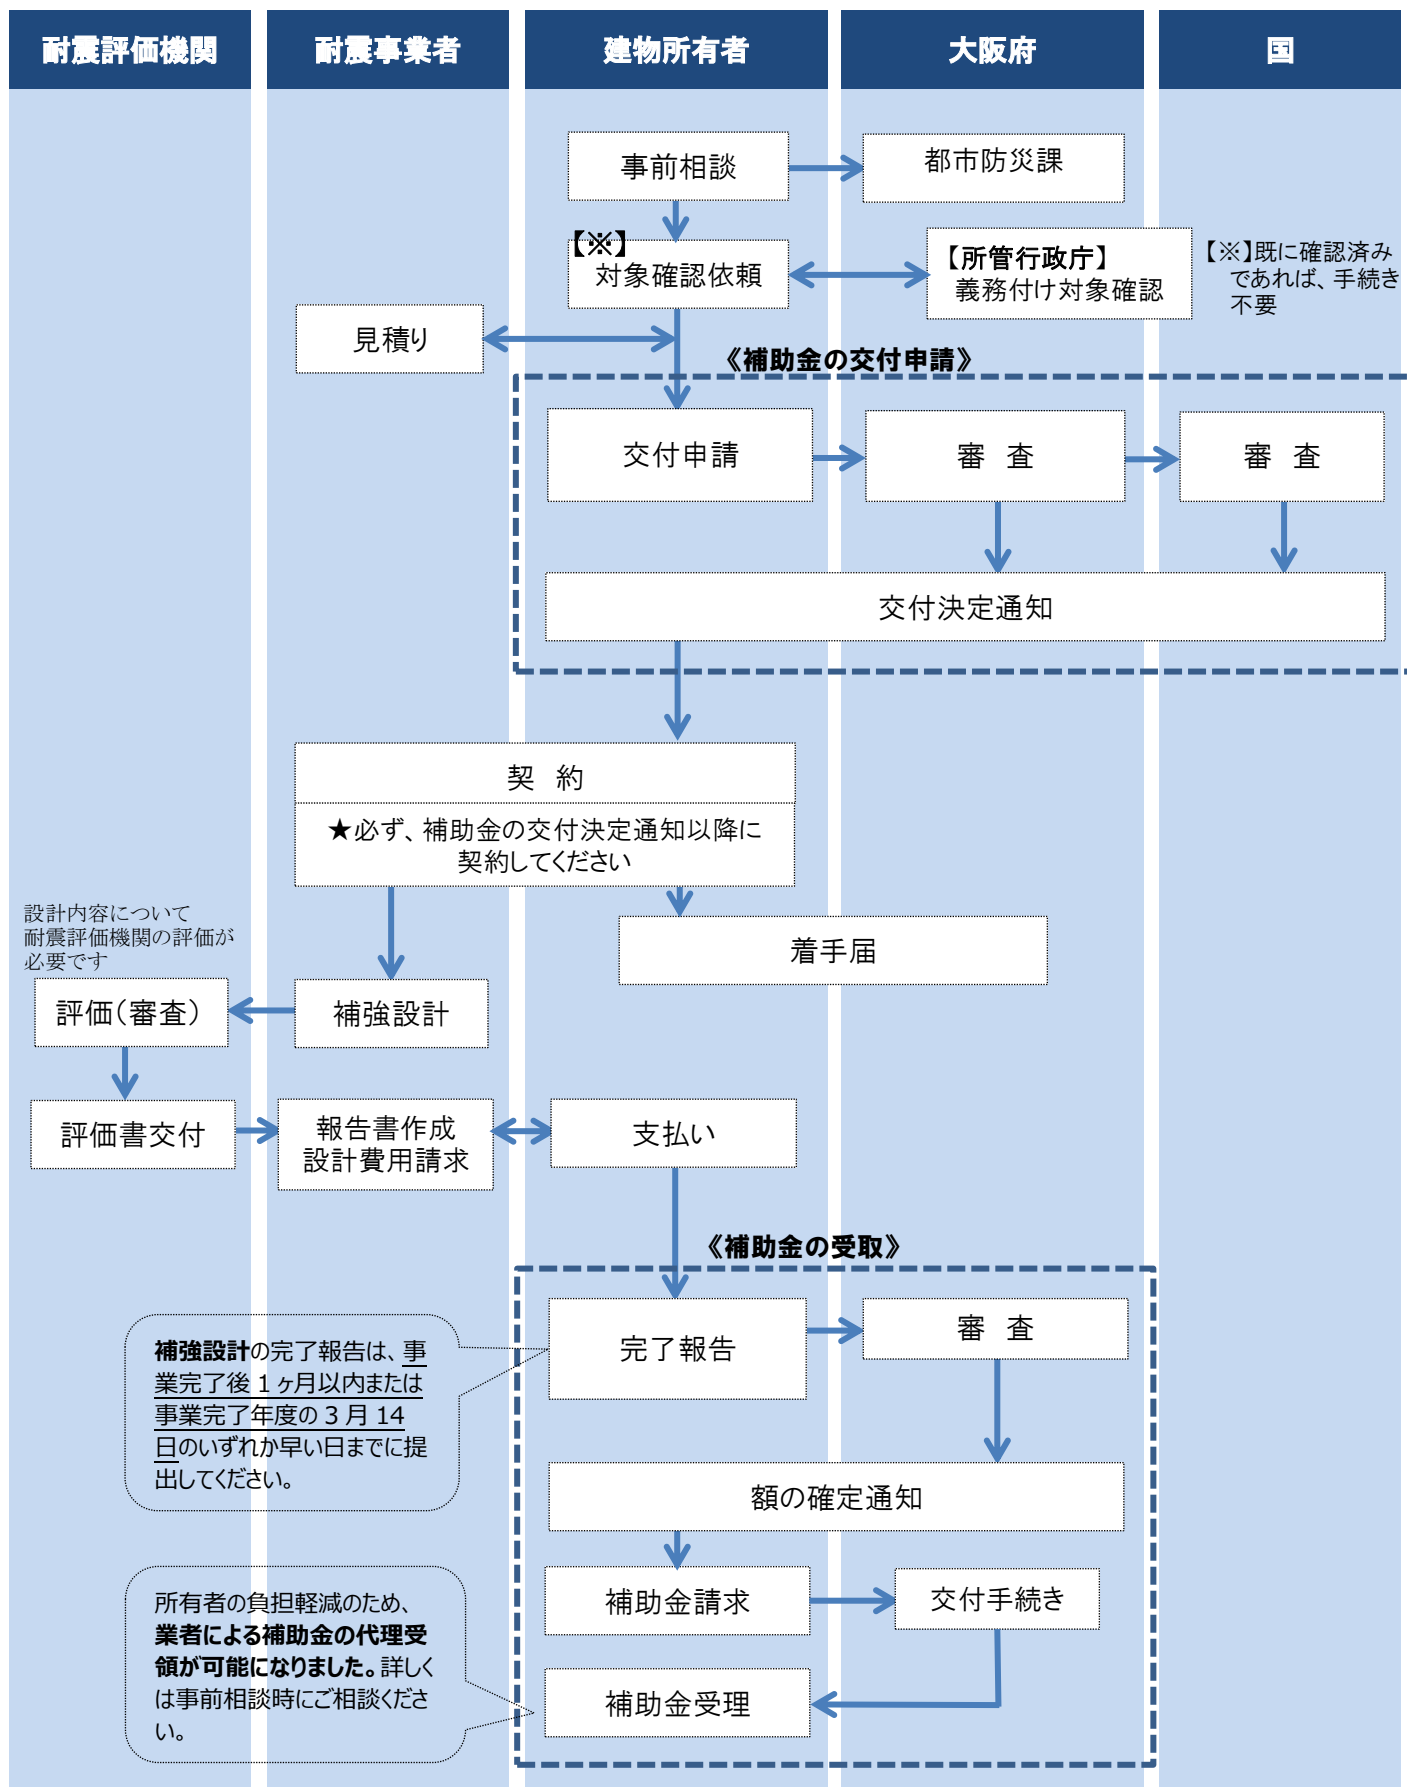 耐震評価機関
耐震事業者
建物所有者
大阪府
国
事前相談
都市防災課
【※】
対象確認依頼
【所管行政庁】
義務付け対象確認
【※】既に確認済み
であれば、手続き
不要
見積り
《補助金の交付申請》
交付申請
審 査
審 査
交付決定通知
契 約
★必ず、補助金の交付決定通知以降に
契約してください
設計内容について
耐震評価機関の評価が
必要です
着手届
評価(審査)
補強設計
評価書交付
報告書作成
設計費用請求
支払い
《補助金の受取》
完了報告
審 査
補強設計の完了報告は、事
業完了後 1 ヶ月以内または
事業完了年度の 3 月 14
日のいずれか早い日までに提
出してください。
額の確定通知
補助金請求
交付手続き
所有者の負担軽減のため、
業者による補助金の代理受
領が可能になりました。詳しく
は事前相談時にご相談くださ
い。
補助金受理